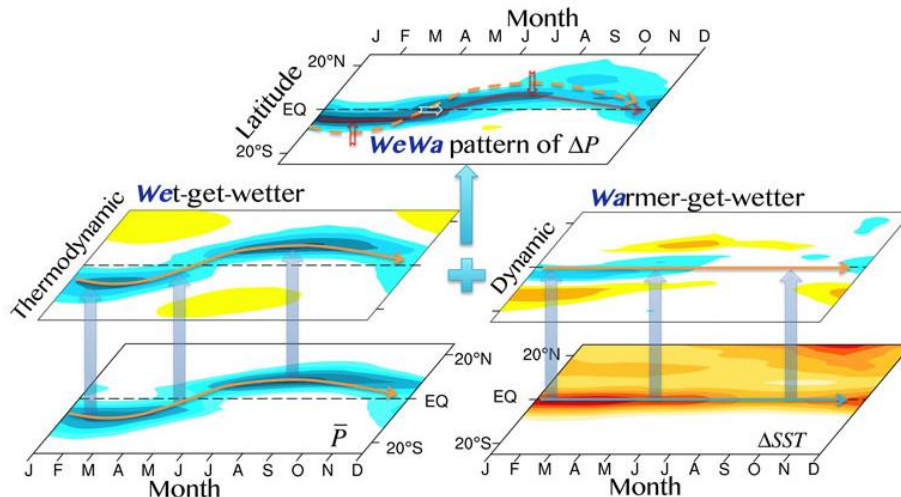 Month
J F M A M J J A S O N D
20°N
Latitude
EQ
20°S
WeWa pattern of ΔP
Wet-get-wetter
Warmer-get-wetter
Thermodynamic
Dynamic
20°N
20°N
EQ
EQ
P̅
20°S
20°S
ΔSST
J F M A M J J A S O N D
J F M A M J J A S O N D
Month
Month